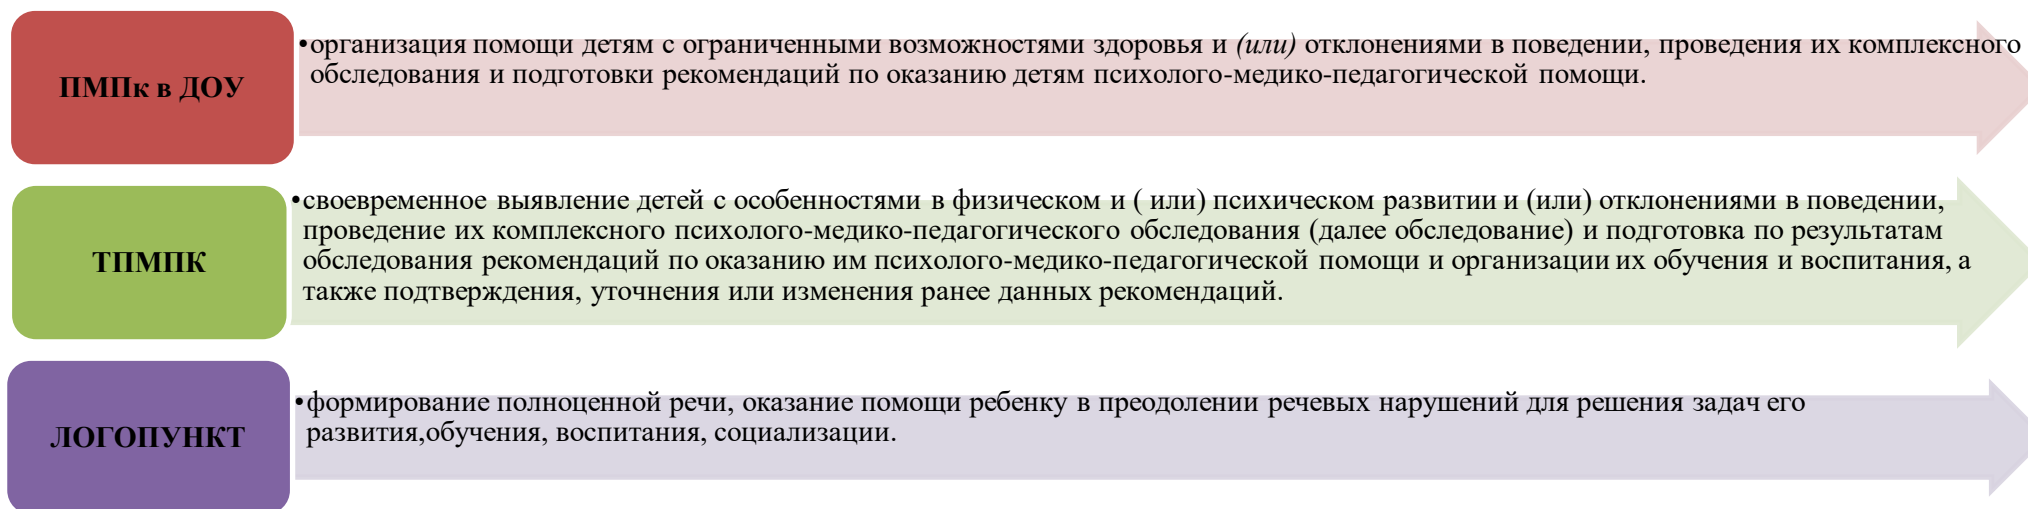 ПМПк в ДОУ
•организация помощи детям с ограниченными возможностями здоровья и (или) отклонениями в поведении, проведения их комплексного
обследования и подготовки рекомендаций по оказанию детям психолого-медико-педагогической помощи.
ТПМПК
•своевременное выявление детей с особенностями в физическом и ( или) психическом развитии и (или) отклонениями в поведении,
проведение их комплексного психолого-медико-педагогического обследования (далее обследование) и подготовка по результатам
обследования рекомендаций по оказанию им психолого-медико-педагогической помощи и организации их обучения и воспитания, а
также подтверждения, уточнения или изменения ранее данных рекомендаций.
ЛОГОПУНКТ
•формирование полноценной речи, оказание помощи ребенку в преодолении речевых нарушений для решения задач его
развития,обучения, воспитания, социализации.